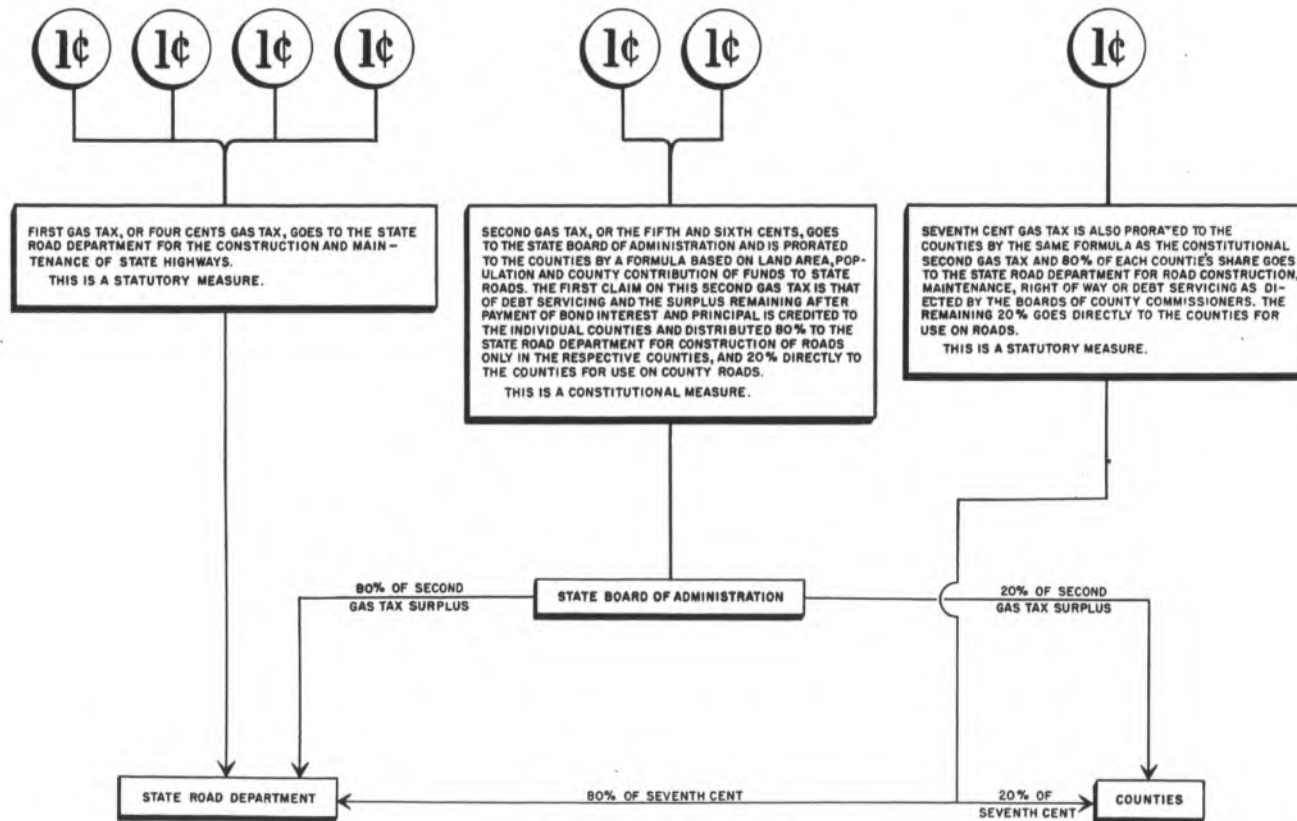 1¢ 1¢ 1¢ 1¢ 1¢ 1¢ 1¢
FIRST GAS TAX, OR FOUR CENTS GAS TAX, GOES TO THE STATE
ROAD DEPARTMENT FOR THE CONSTRUCTION AND MAIN-
TENANCE OF STATE HIGHWAYS.
THIS IS A STATUTORY MEASURE.
SECOND GAS TAX, OR THE FIFTH AND SIXTH CENTS, GOES
TO THE STATE BOARD OF ADMINISTRATION AND IS PRORATED
TO THE COUNTIES BY A FORMULA BASED ON LAND AREA, POP-
ULATION AND COUNTY CONTRIBUTION OF FUNDS TO STATE
ROADS. THE FIRST CLAIM ON THIS SECOND GAS TAX IS THAT
OF DEBT SERVICING AND THE SURPLUS REMAINING AFTER
PAYMENT OF BOND INTEREST AND PRINCIPAL IS CREDITED TO
THE INDIVIDUAL COUNTIES AND DISTRIBUTED 80% TO THE
STATE ROAD DEPARTMENT FOR CONSTRUCTION OF ROADS
ONLY IN THE RESPECTIVE COUNTIES, AND 20% DIRECTLY TO
THE COUNTIES FOR USE ON COUNTY ROADS.
THIS IS A CONSTITUTIONAL MEASURE.
SEVENTH CENT GAS TAX IS ALSO PRORATED TO THE
COUNTIES BY THE SAME FORMULA AS THE CONSTITUTIONAL
SECOND GAS TAX AND 80% OF EACH COUNTIE'S SHARE GOES
TO THE STATE ROAD DEPARTMENT FOR ROAD CONSTRUCTION,
MAINTENANCE, RIGHT OF WAY OR DEBT SERVICING AS DI-
ECTED BY THE BOARDS OF COUNTY COMMISSIONERS. THE
REMAINING 20% GOES DIRECTLY TO THE COUNTIES FOR
USE ON ROADS.
THIS IS A STATUTORY MEASURE.
80% OF SECOND
GAS TAX SURPLUS
STATE BOARD OF ADMINISTRATION
20% OF SECOND
GAS TAX SURPLUS
STATE ROAD DEPARTMENT
80% OF SEVENTH CENT
20% OF
SEVENTH CENT
COUNTIES